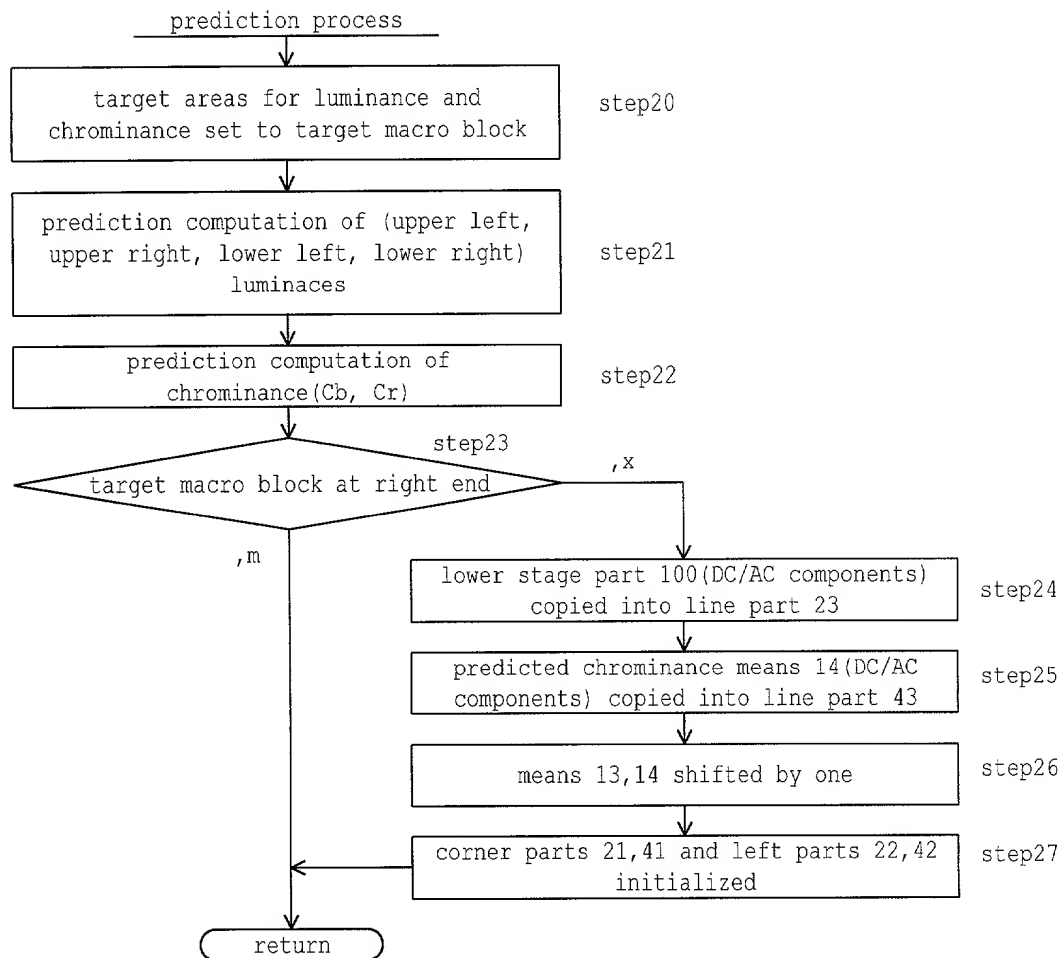 prediction process
target areas for luminance and
chrominance set to target macro block
step20
prediction computation of (upper left,
upper right, lower left, lower right)
luminaces
step21
prediction computation of
chrominance(Cb, Cr)
step22
step23
target macro block at right end
,x
,m
lower stage part 100(DC/AC components)
copied into line part 23
step24
predicted chrominance means 14(DC/AC
components) copied into line part 43
step25
means 13,14 shifted by one
step26
corner parts 21,41 and left parts 22,42
initialized
step27
return